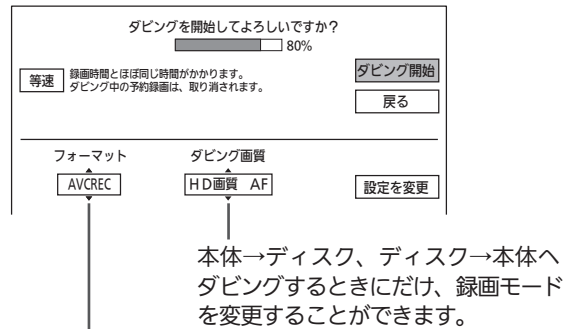 ダビングを開始してよろしいですか？
80%
等速
録画時間とほぼ同じ時間がかかります。
ダビング中の予約録画は、取り消されます。
ダビング開始
戻る
フォーマット
ダビング画質
AVCREC
HD画質 AF
設定を変更
本体→ディスク、ディスク→本体へ
ダビングするときにだけ、録画モード
を変更することができます。